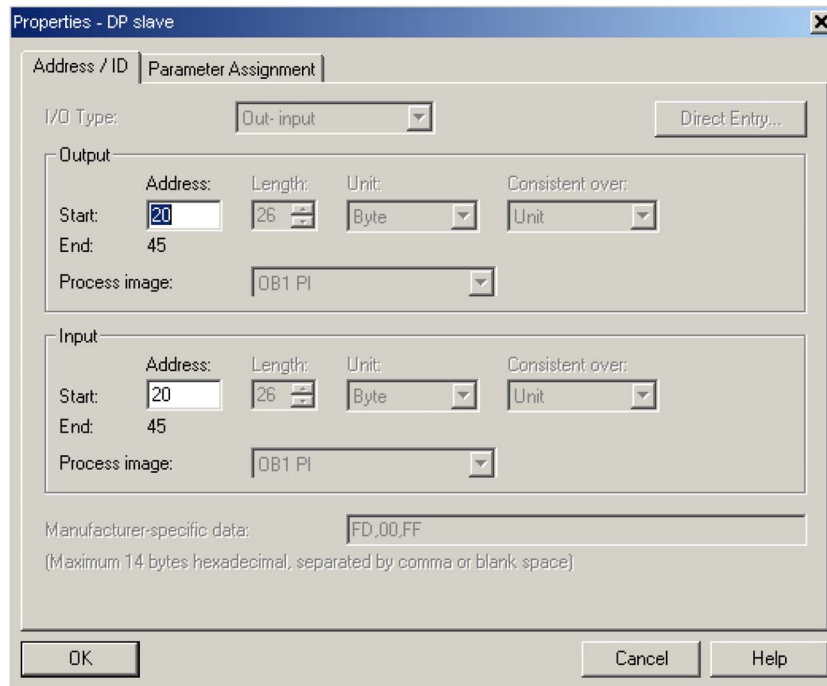 Properties - DP slave
Address / ID Parameter Assignment
I/O Type: Out- input Direct Entry...
Output
Address: Length: Unit: Consistent over:
Start: 20 26 Byte Unit
End: 45
Process image: OB1 PI
Input
Address: Length: Unit: Consistent over:
Start: 20 26 Byte Unit
End: 45
Process image: OB1 PI
Manufacturer-specific data: FD,00,FF
(Maximum 14 bytes hexadecimal, separated by comma or blank space)
OK Cancel Help